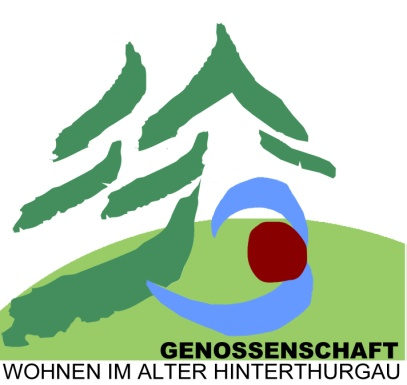 GENOSSENSCHAFT
WOHNEN IM ALTER HINTERTHURGAU